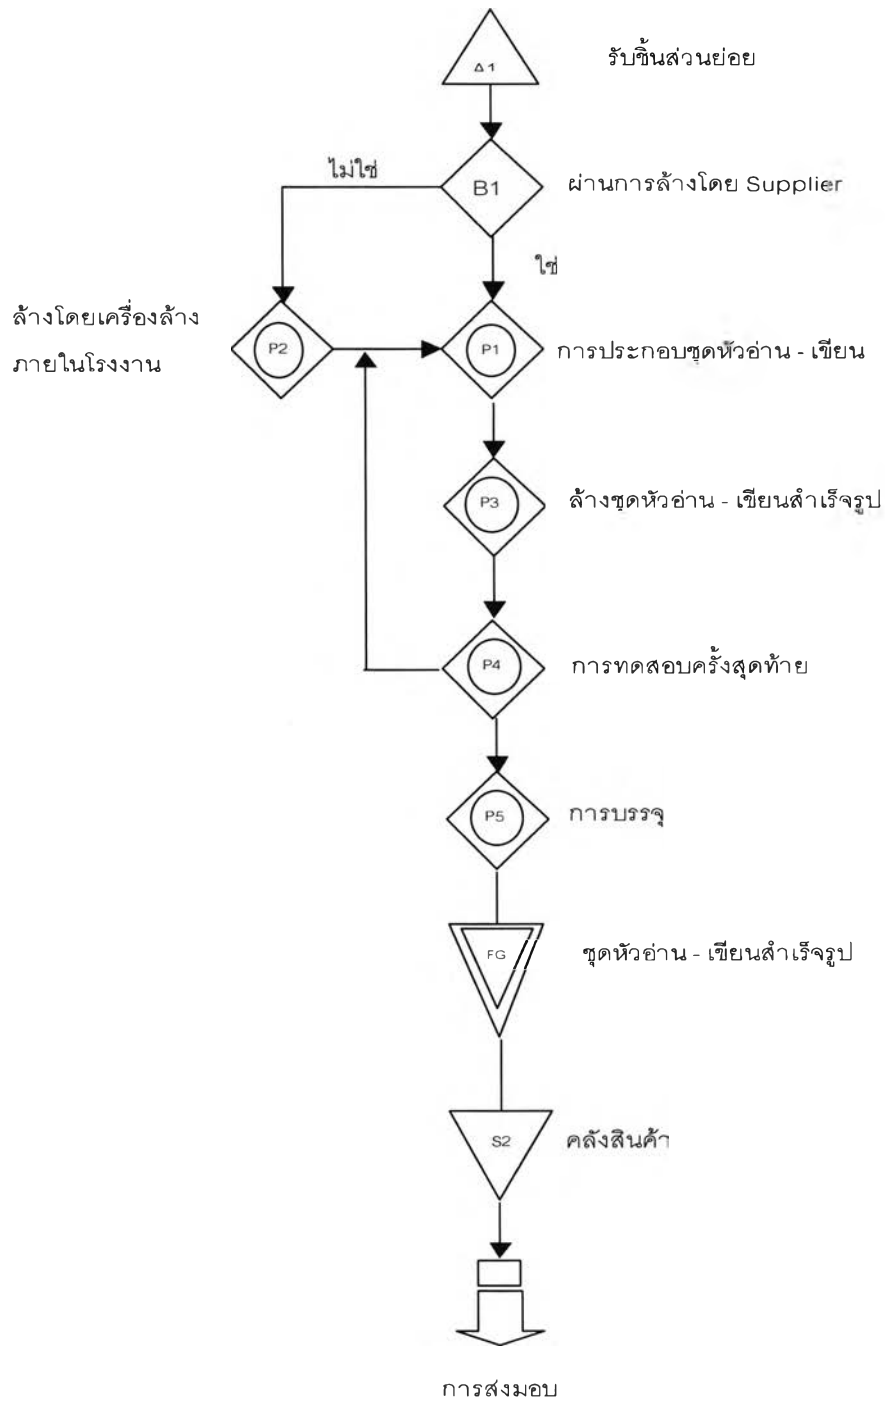 A1
รับชิ้นส่วนย่อย
ไม่ใช่
B1
ผ่านการล้างโดย Supplier
ใช่
ล้างโดยเครื่องล้าง
ภายในโรงงาน
P2
P1
การประกอบชุดหัวอ่าน - เขียน
P3
ล้างชุดหัวอ่าน - เขียนสำเร็จรูป
P4
การทดสอบครั้งสุดท้าย
P5
การบรรจุ
FG
ชุดหัวอ่าน - เขียนสำเร็จรูป
S2
คลังสินค้า
การส่งมอบ